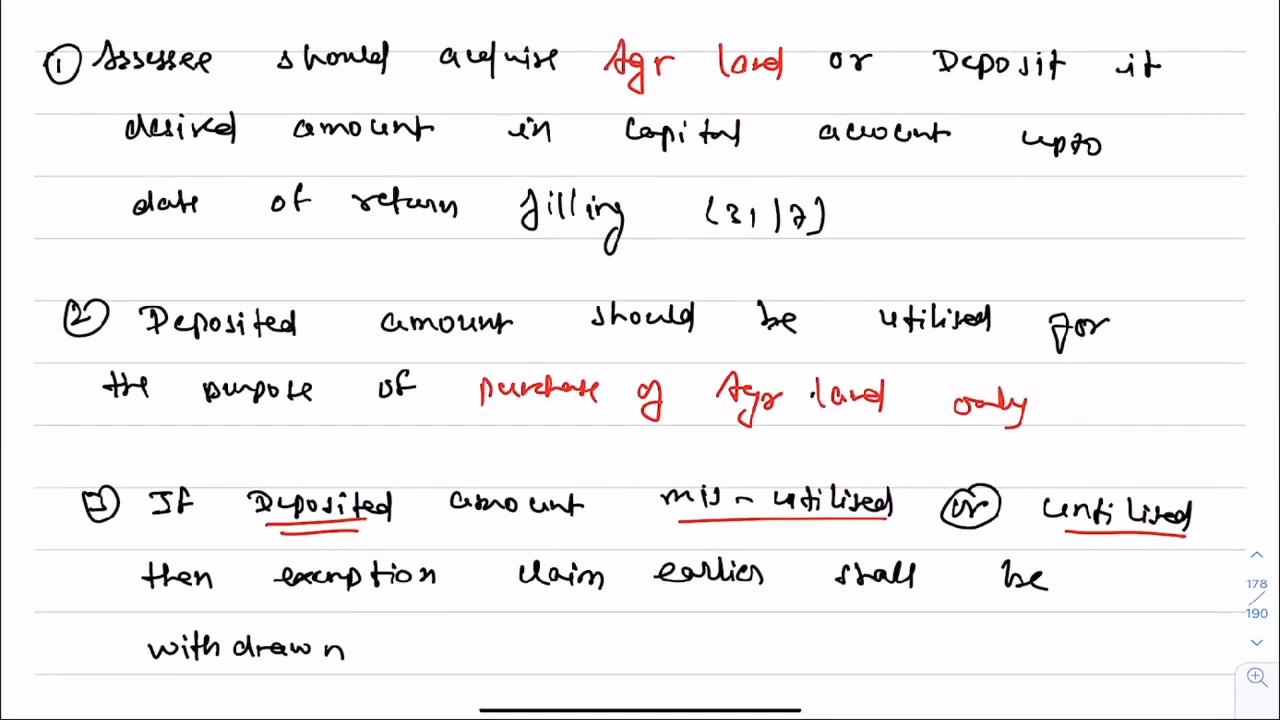 ① Assessee should acquire Agr land or Deposit it
desired amount in capital account upto
date of return filling (31/7)
② Deposited amount should be utilised for
the purpose of purchase of Agr land only
③ If Deposited amount mis-utilised or untilised
then exemption claim earlier shall be
withdrawn
178
190